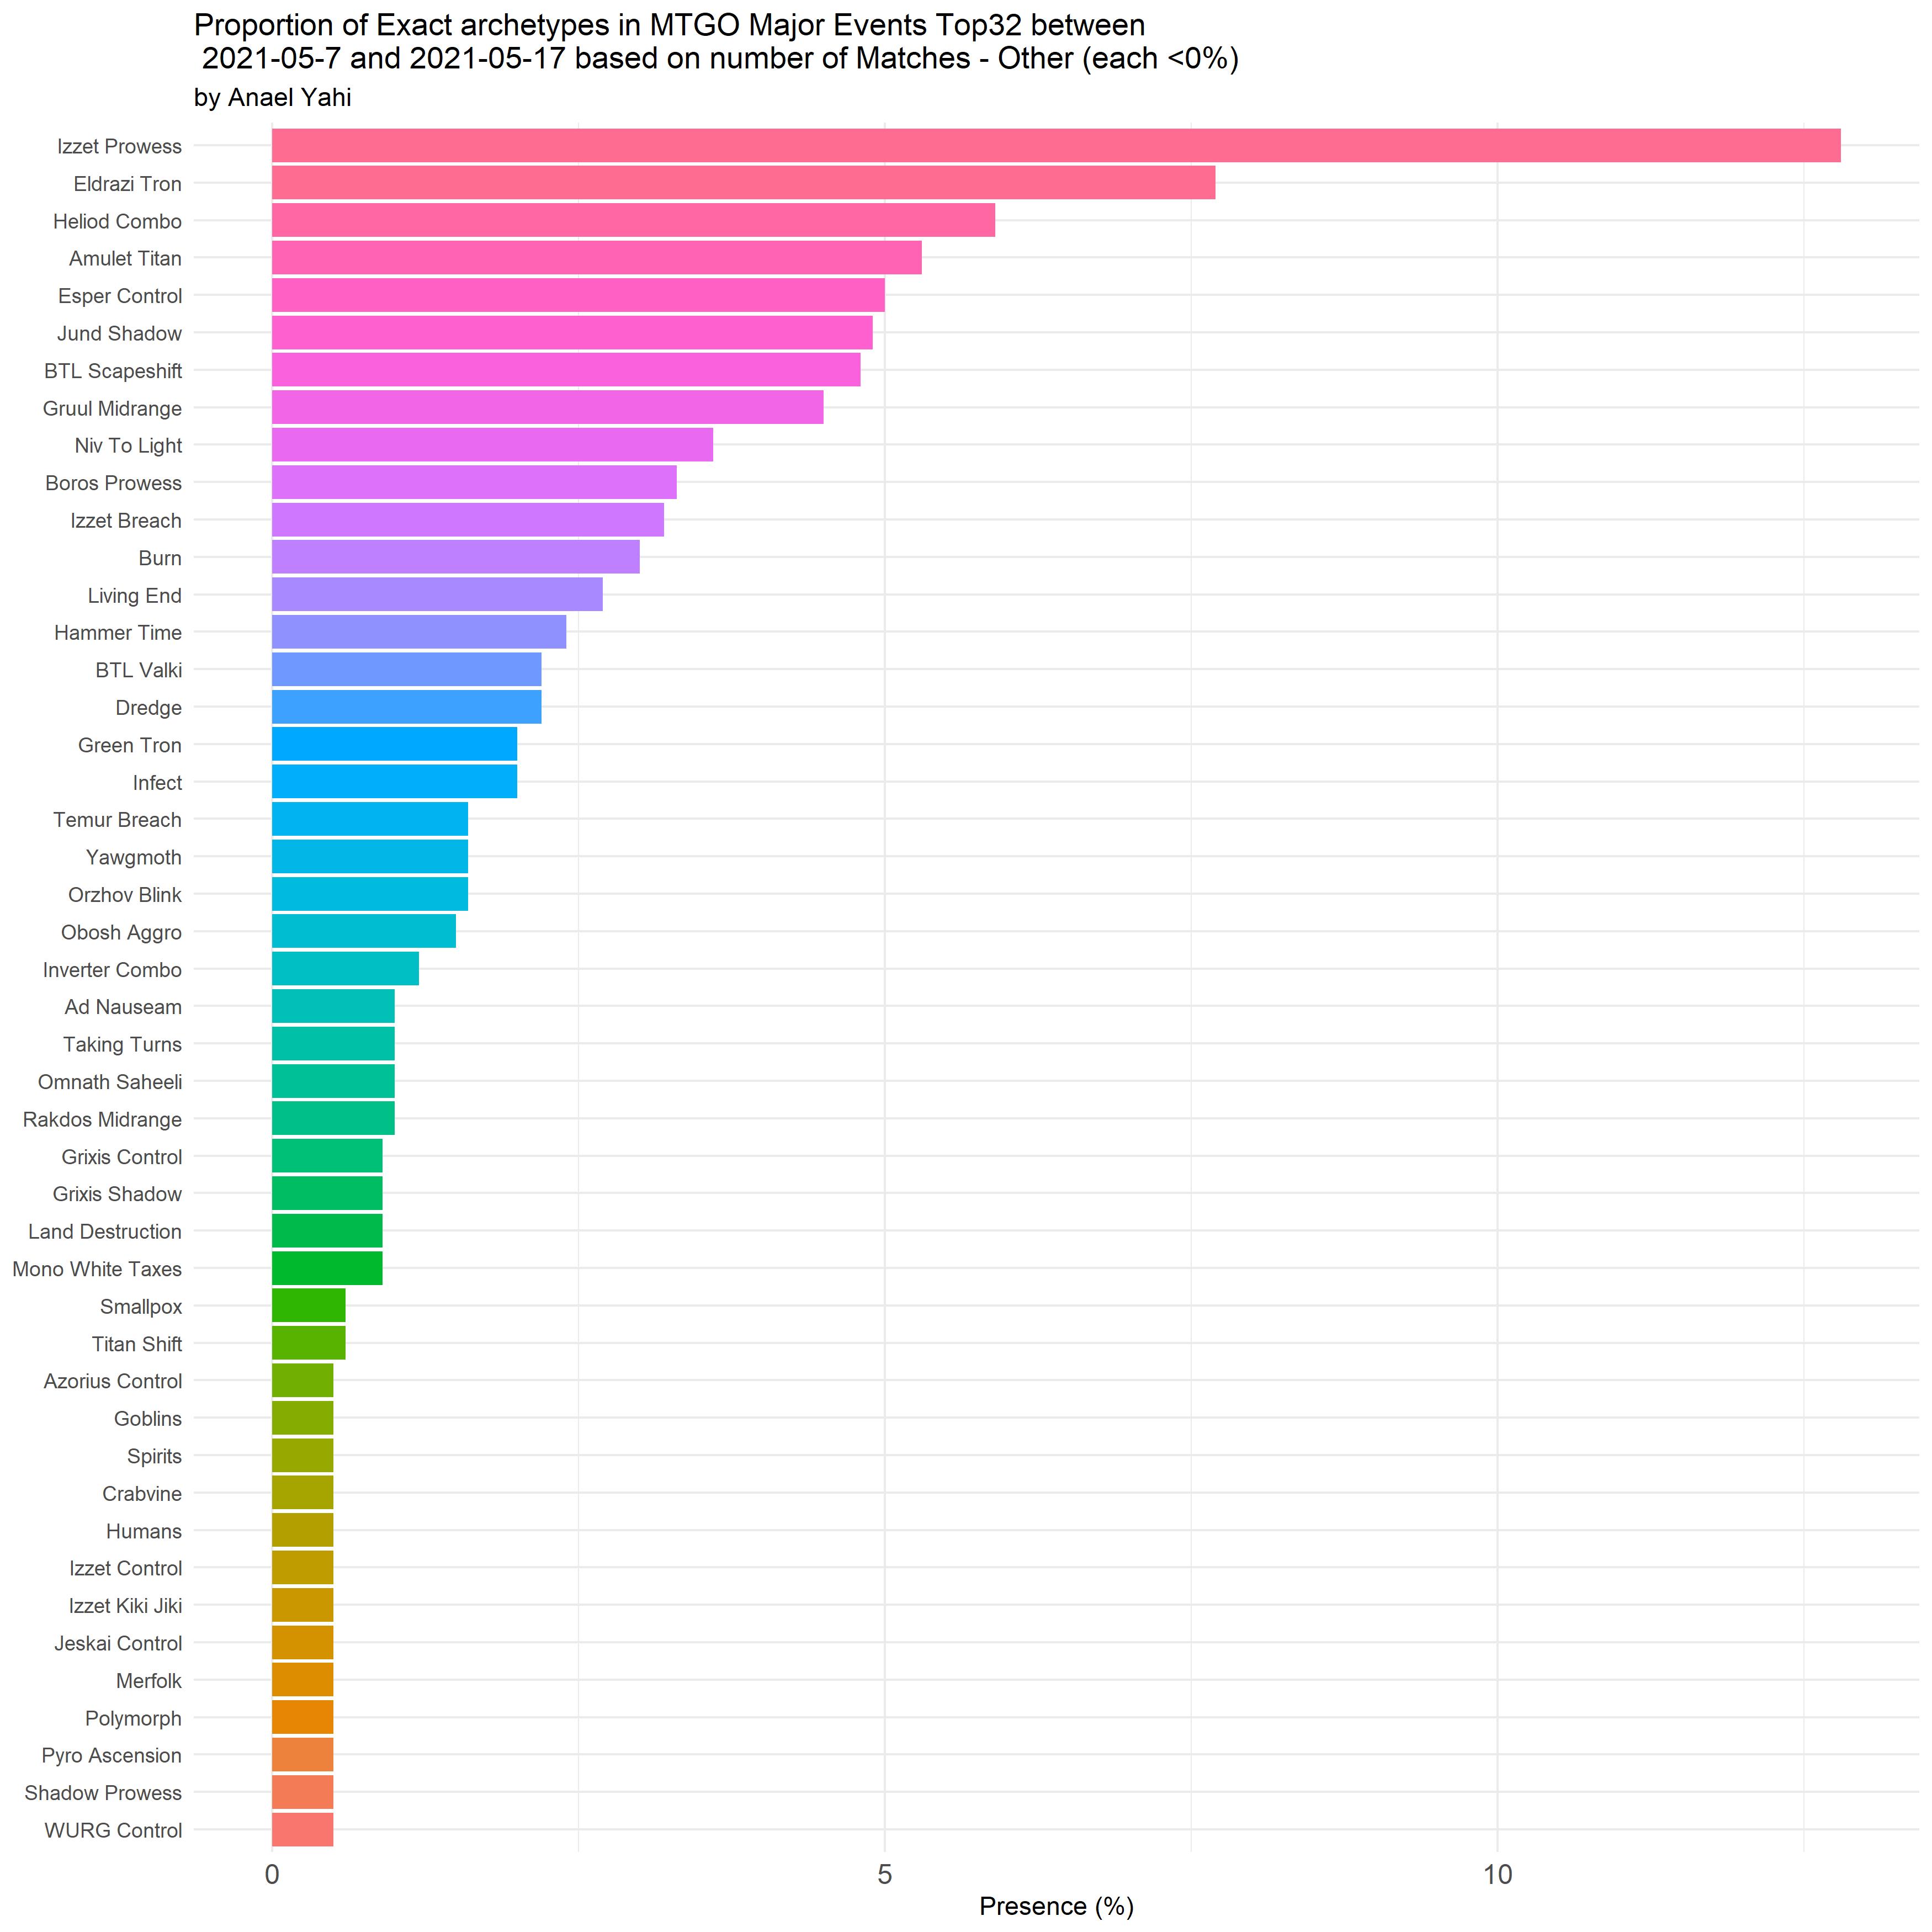 Proportion of Exact archetypes in MTGO Major Events Top32 between
2021-05-7 and 2021-05-17 based on number of Matches - Other (each <0%)
by Anael Yahi
Izzet Prowess
Eldrazi Tron
Heliod Combo
Amulet Titan
Esper Control
Jund Shadow
BTL Scapeshift
Gruul Midrange
Niv To Light
Boros Prowess
Izzet Breach
Burn
Living End
Hammer Time
BTL Valki
Dredge
Green Tron
Infect
Temur Breach
Yawgmoth
Orzhov Blink
Obosh Aggro
Inverter Combo
Ad Nauseam
Taking Turns
Omnath Saheeli
Rakdos Midrange
Grixis Control
Grixis Shadow
Land Destruction
Mono White Taxes
Smallpox
Titan Shift
Azorius Control
Goblins
Spirits
Crabvine
Humans
Izzet Control
Izzet Kiki Jiki
Jeskai Control
Merfolk
Polymorph
Pyro Ascension
Shadow Prowess
WURG Control
0 5 10
Presence (%)